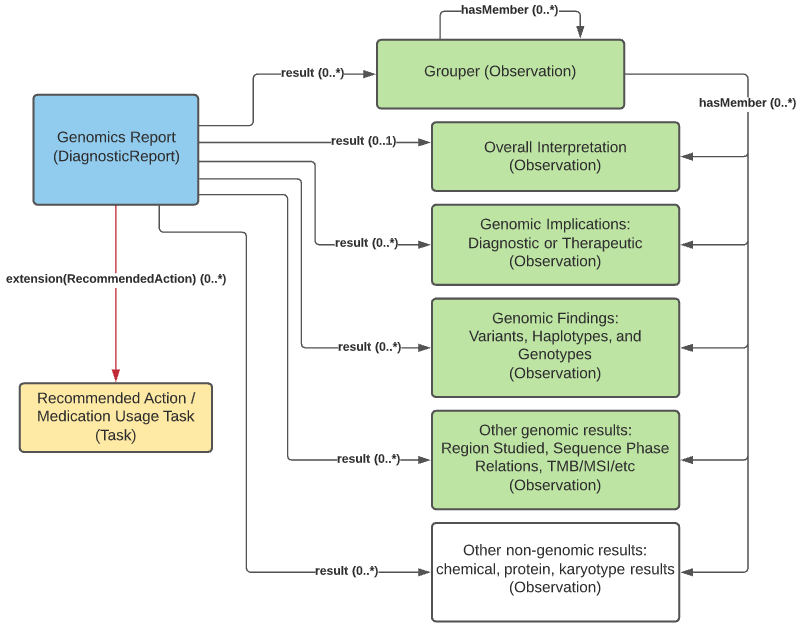 hasMember (0..*)
result (0..*)
Grouper (Observation)
hasMember (0..*)
Genomics Report
(DiagnosticReport)
result (0..1)
Overall Interpretation
(Observation)
result (0..*)
Genomic Implications:
Diagnostic or Therapeutic
(Observation)
extension(RecommendedAction) (0..*)
result (0..*)
Genomic Findings:
Variants, Haplotypes, and
Genotypes
(Observation)
Recommended Action /
Medication Usage Task
(Task)
result (0..*)
Other genomic results:
Region Studied, Sequence Phase
Relations, TMB/MSI/etc
(Observation)
result (0..*)
Other non-genomic results:
chemical, protein, karyotype results
(Observation)